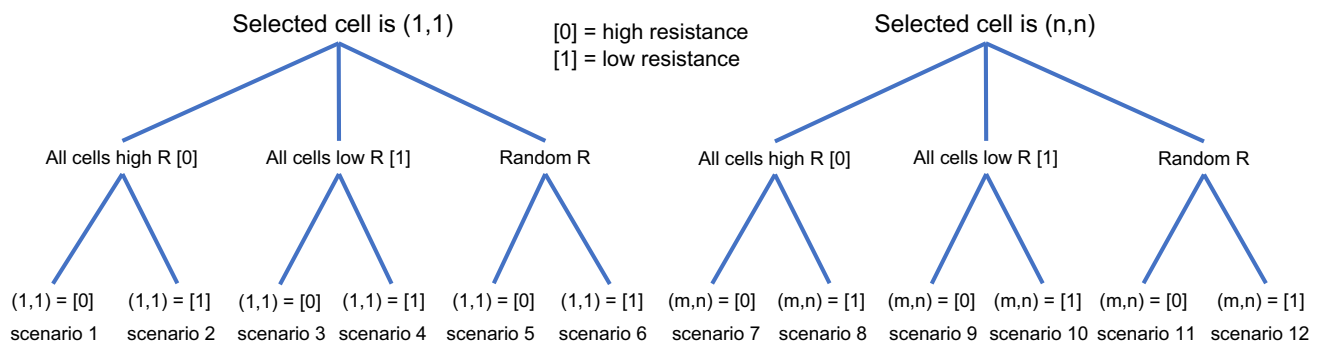 Selected cell is (1,1)
[0] = high resistance
[1] = low resistance
Selected cell is (n,n)
All cells high R [0]
All cells low R [1]
Random R
All cells high R [0]
All cells low R [1]
Random R
(1,1) = [0]
(1,1) = [1]
(1,1) = [0]
(1,1) = [1]
(1,1) = [0]
(1,1) = [1]
(m,n) = [0]
(m,n) = [1]
(m,n) = [0]
(m,n) = [1]
(m,n) = [0]
(m,n) = [1]
scenario 1
scenario 2
scenario 3
scenario 4
scenario 5
scenario 6
scenario 7
scenario 8
scenario 9
scenario 10
scenario 11
scenario 12